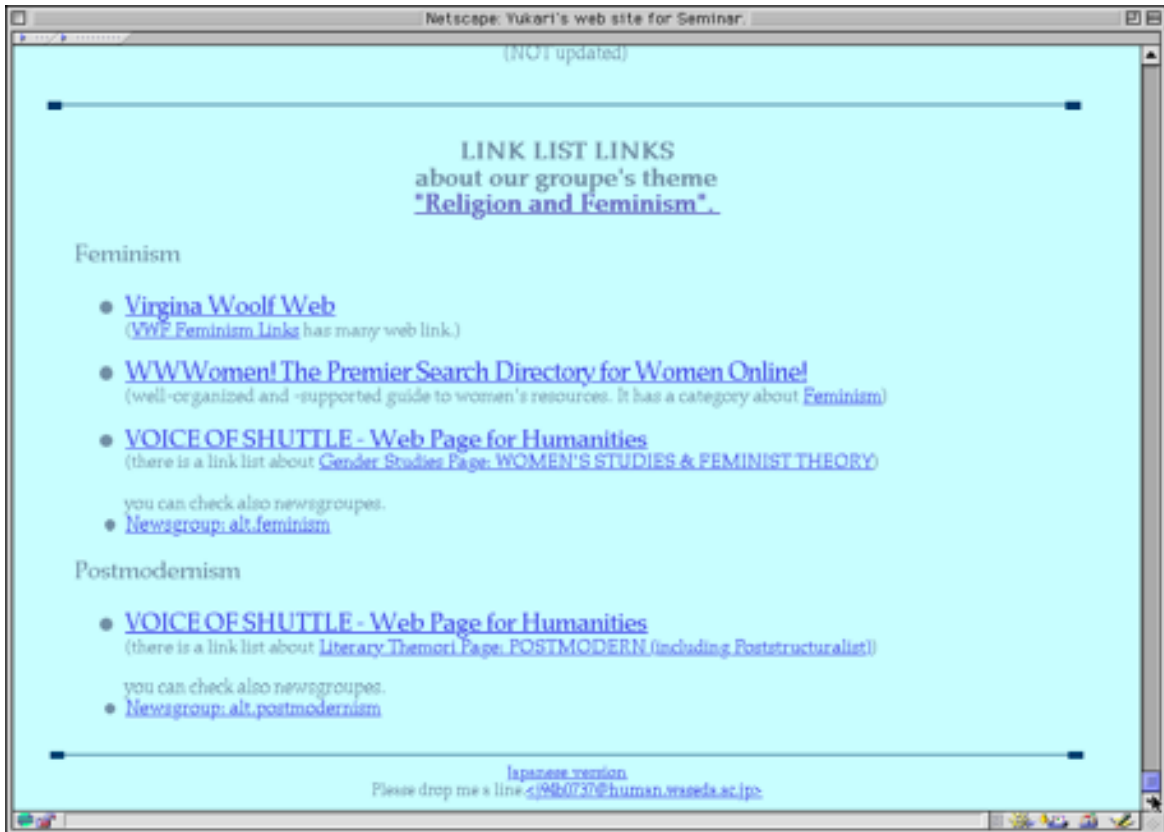 Netscape: Yukari's web site for Seminar.
(NOT updated)
LINK LIST LINKS
about our groupe's theme
"Religion and Feminism".
Feminism
Virgina Woolf Web
(VWF Feminism Links has many web link.)
WWWomen! The Premier Search Directory for Women Online!
(well-organized and -supported guide to women's resources. It has a category about Feminism)
VOICE OF SHUTTLE - Web Page for Humanities
(there is a link list about Gender Studies Page: WOMEN'S STUDIES & FEMINIST THEORY)
you can check also newsgroupes.
Newsgroup: alt.feminism
Postmodernism
VOICE OF SHUTTLE - Web Page for Humanities
(there is a link list about Literary Themori Page: POSTMODERN (including Poststructuralist))
you can check also newsgroupes.
Newsgroup: alt.postmodernism
Japanese version
Please drop me a line <j94b0737@human.waseda.ac.jp>